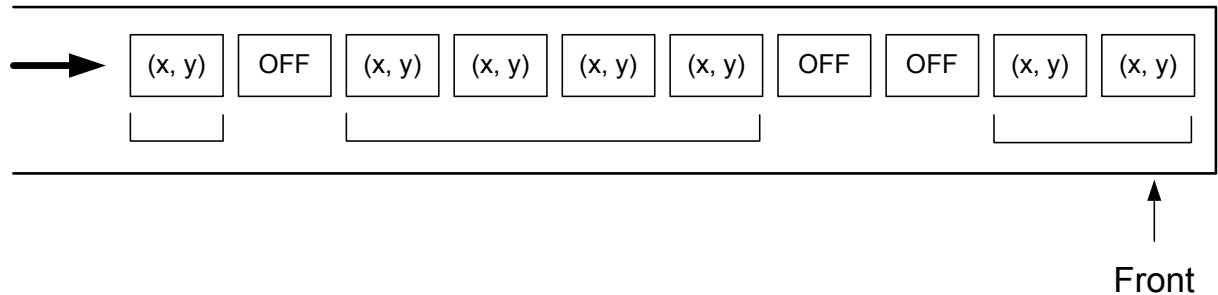 (x, y) OFF (x, y) (x, y) (x, y) (x, y) OFF OFF (x, y) (x, y)
Front